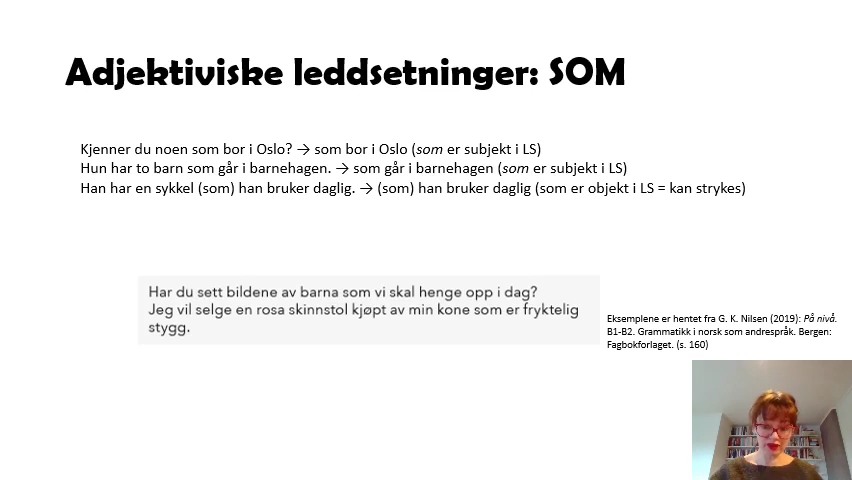 Adjektiviske leddsetninger: SOM
Kjenner du noen som bor i Oslo? → som bor i Oslo (som er subjekt i LS)
Hun har to barn som går i barnehagen. → som går i barnehagen (som er subjekt i LS)
Han har en sykkel (som) han bruker daglig. → (som) han bruker daglig (som er objekt i LS = kan strykes)
Har du sett bildene av barna som vi skal henge opp i dag?
Jeg vil selge en rosa skinnstol kjøpt av min kone som er fryktelig
stygg.
Eksemplene er hentet fra G. K. Nilsen (2019): På nivå.
B1-B2. Grammatikk i norsk som andrespråk. Bergen:
Fagbokforlaget. (s. 160)